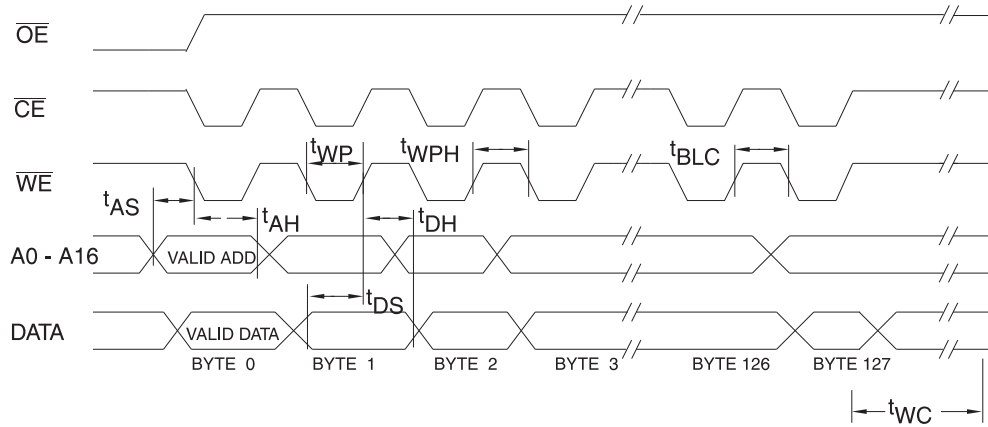 OE
CE
tWP tWPH tBLC
WE
tAS
tAH tDH
A0 - A16 VALID ADD
tDS
DATA VALID DATA
BYTE 0 BYTE 1 BYTE 2 BYTE 3 BYTE 126 BYTE 127
tWC